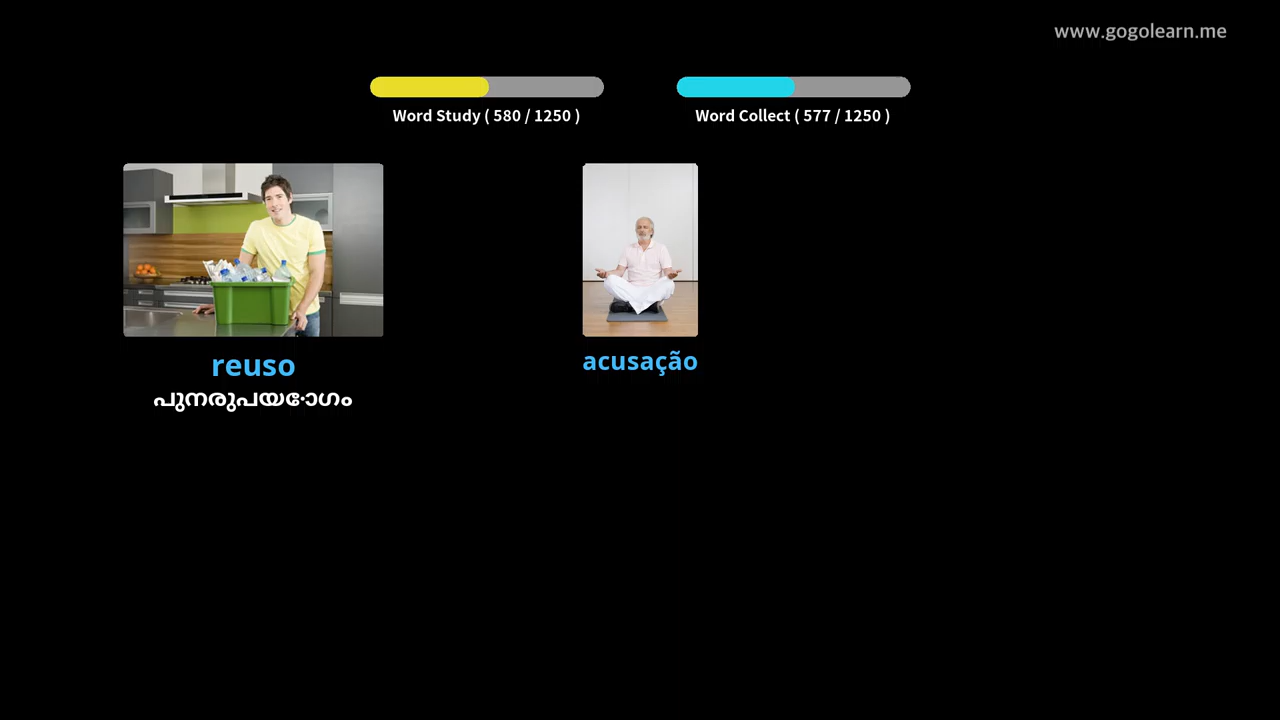 www.gogolearn.me
Word Study ( 580 / 1250 )
Word Collect ( 577 / 1250 )
reuso
acusação
പുനരുപയോഗം